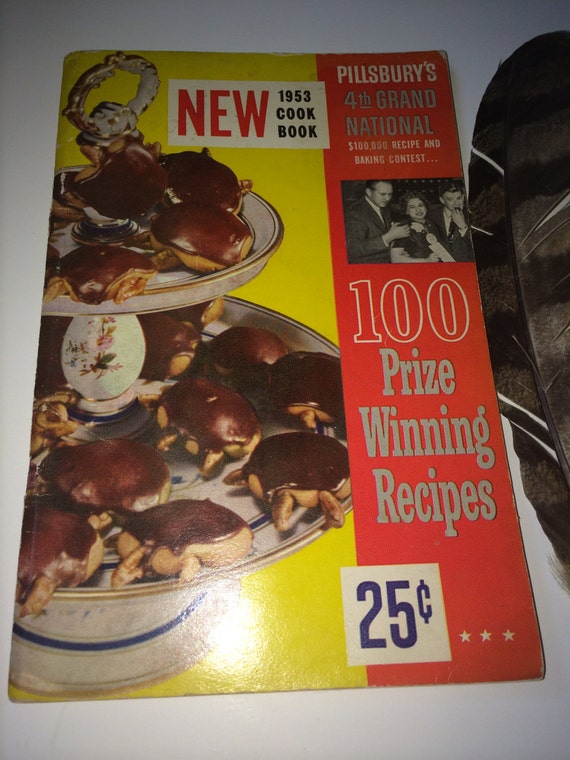 NEW
1953
COOK
BOOK
PILLSBURY'S
4th GRAND
NATIONAL
$100,000 RECIPE AND
BAKING CONTEST...
100
Prize
Winning
Recipes
25¢